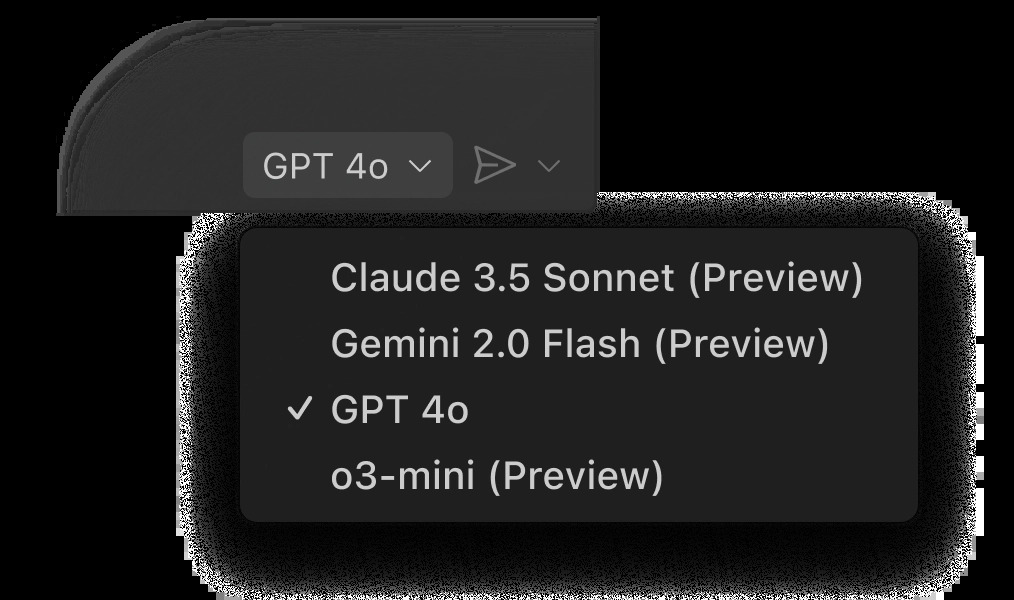 GPT 4o
Claude 3.5 Sonnet (Preview)
Gemini 2.0 Flash (Preview)
GPT 4o
o3-mini (Preview)